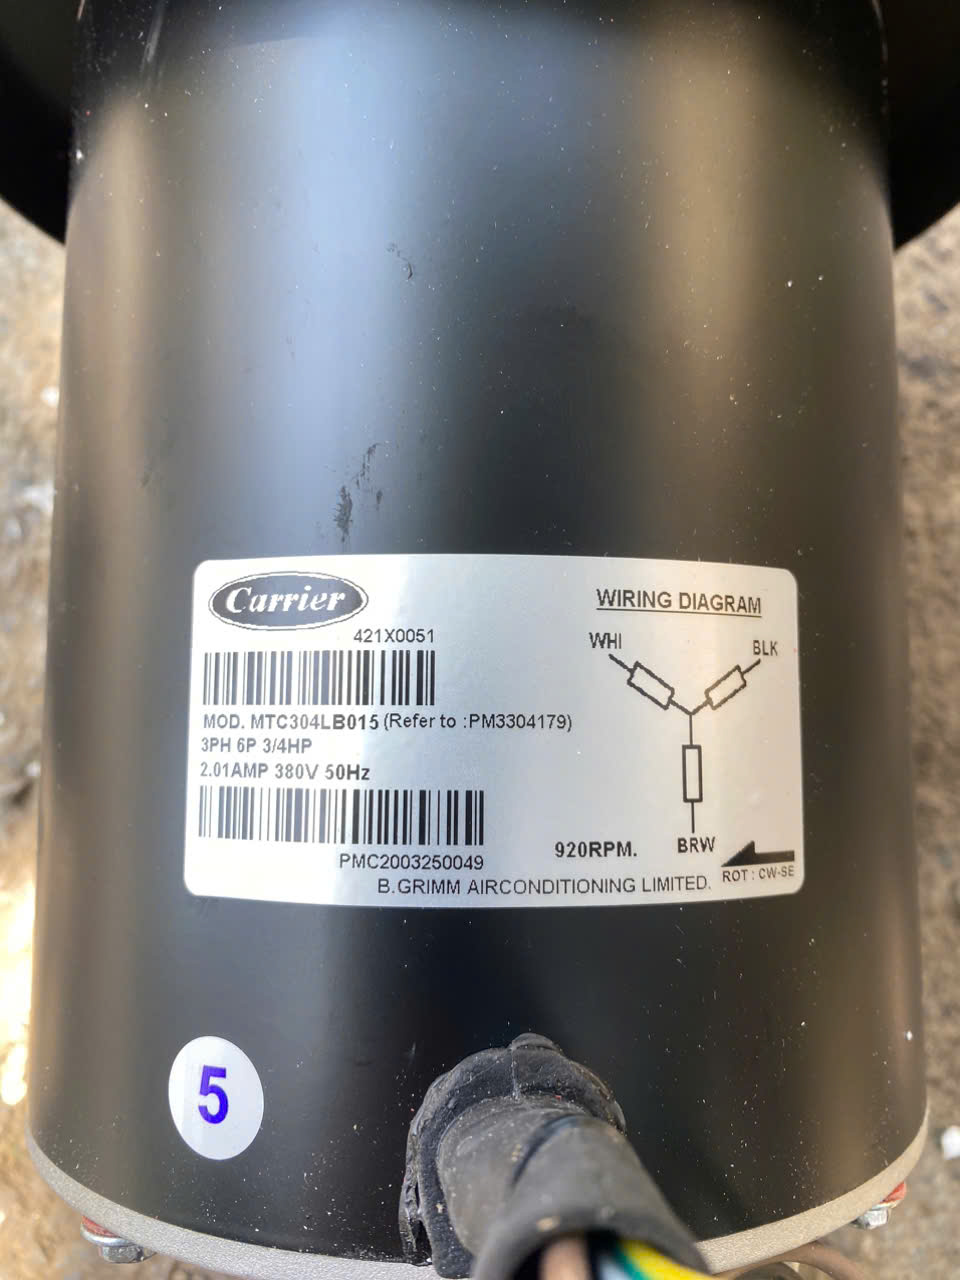 Carrier
421X0051
MOD. MTC304LB015 (Refer to :PM3304179)
3PH 6P 3/4HP
2.01AMP 380V 50Hz
PMC2003250049
B.GRIMM AIRCONDITIONING LIMITED.
WIRING DIAGRAM
WHI
BLK
BRW
920RPM.
ROT : CW-SE
5